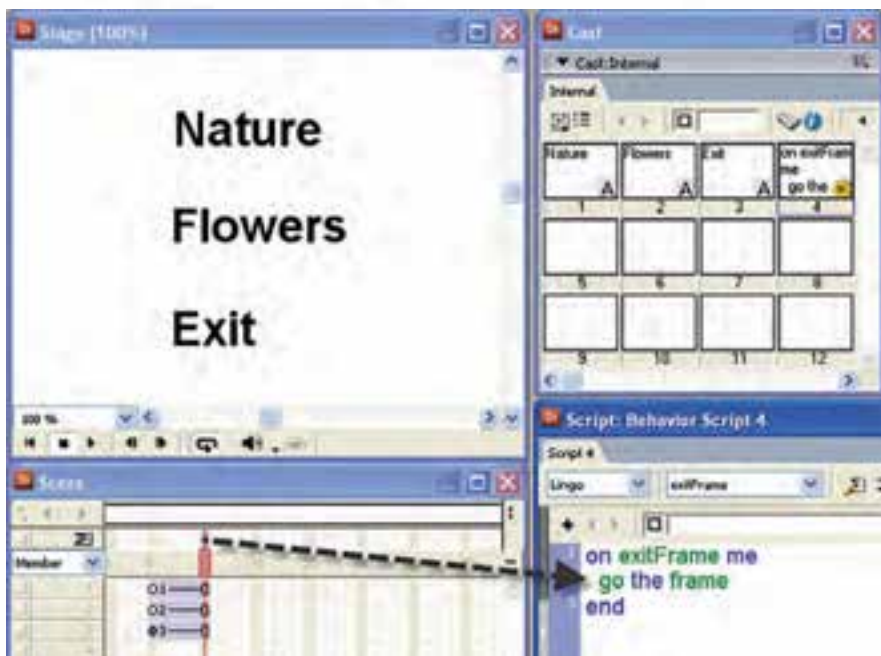 Stage (100%)
Nature
Flowers
Exit
100 %
Cast
Cast: Internal
Internal
Nature Flowers Exit on exitFram
me
go the
1 2 3 4
5 6 7 8
9 10 11 12
Score
Member
Script: Behavior Script 4
Script 4
Lingo exitFrame
on exitFrame me
go the frame
end